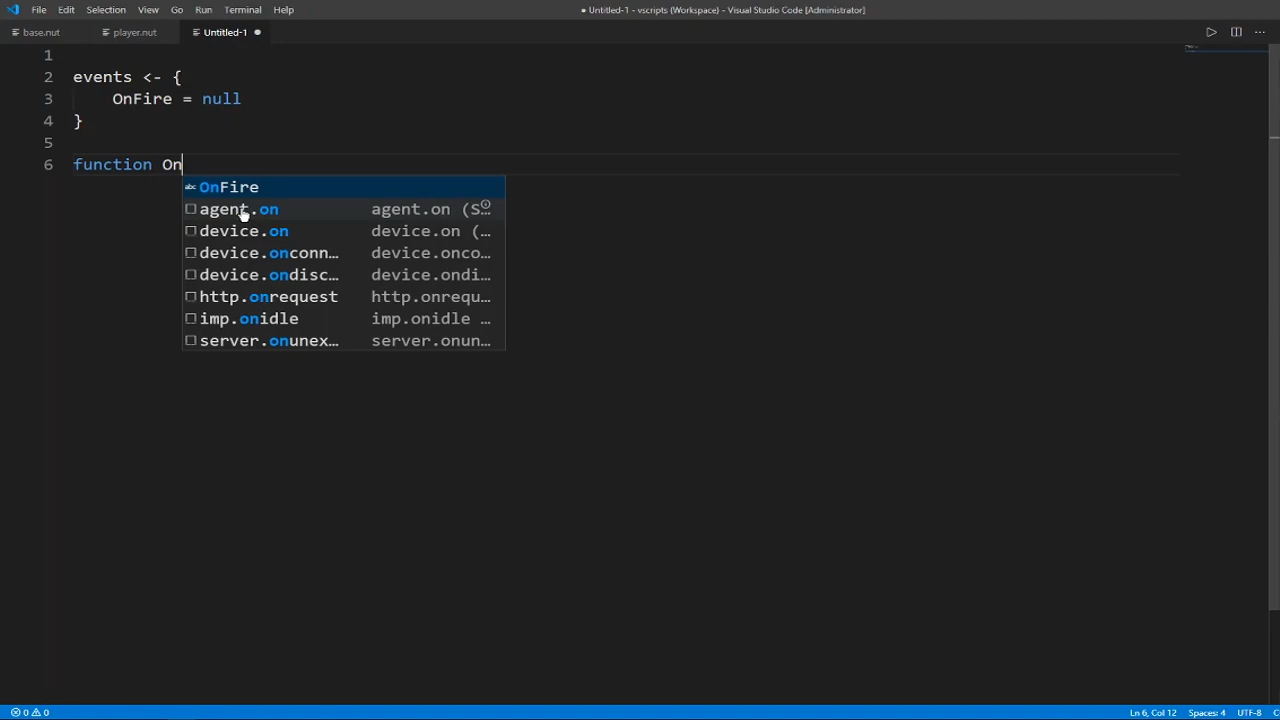 File Edit Selection View Go Run Terminal Help ● Untitled-1 - vscripts (Workspace) - Visual Studio Code [Administrator]
base.nut player.nut Untitled-1 ●
1
2 events <- {
3 OnFire = null
4 }
5
6 function On
OnFire
agent.on agent.on (S…
device.on device.on (…
device.onconn… device.onco…
device.ondisc… device.ondi…
http.onrequest http.onrequ…
imp.onidle imp.onidle …
server.onunex… server.onun…
0 0 Ln 6, Col 12 Spaces: 4 UTF-8 C